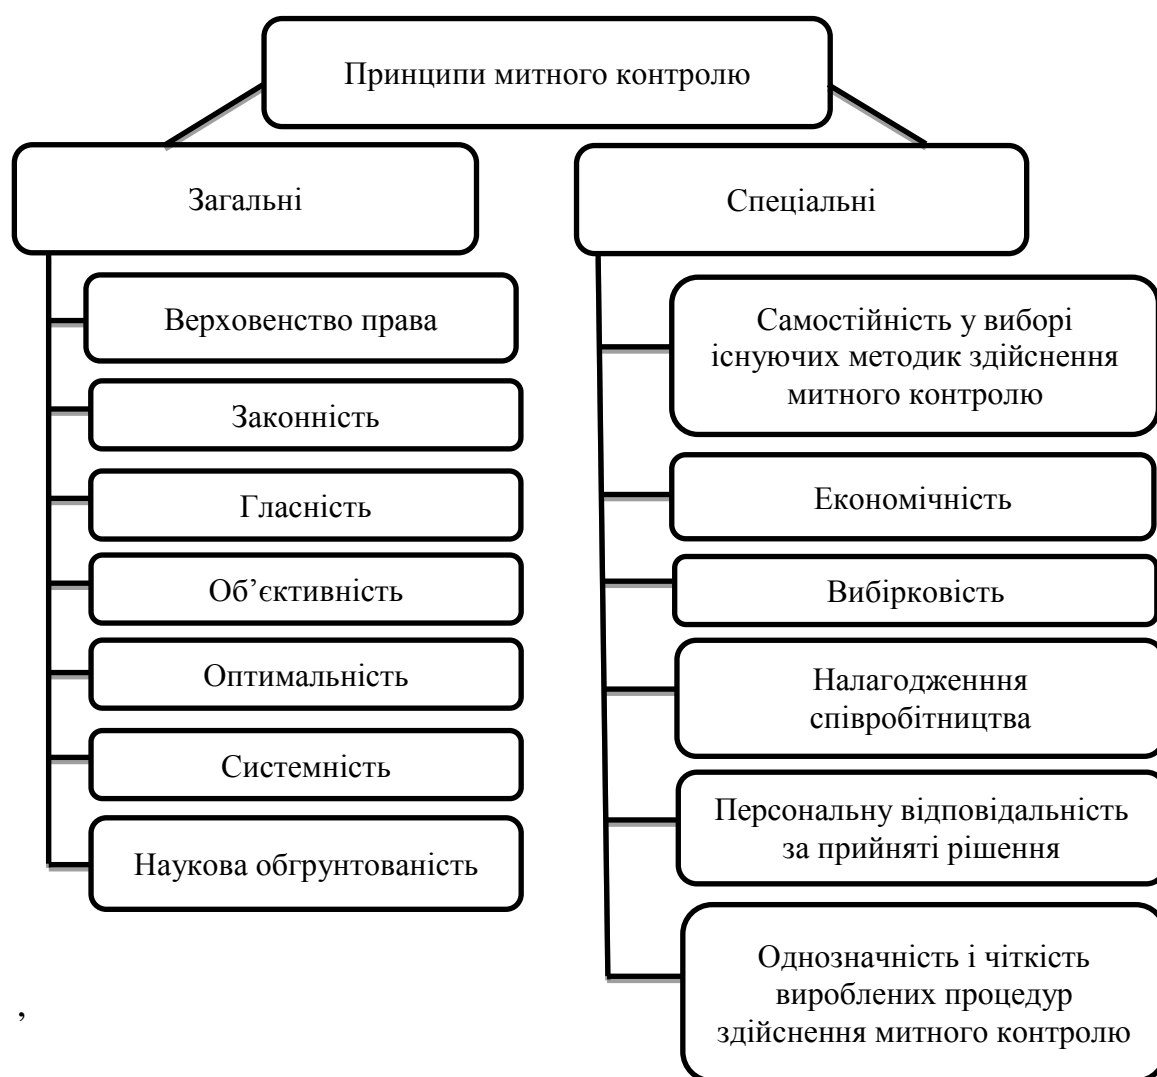 Принципи митного контролю
Загальні
Верховенство права
Законність
Гласність
Об’єктивність
Оптимальність
Системність
Наукова обгрунтованість
Спеціальні
Самостійність у виборі
існуючих методик здійснення
митного контролю
Економічність
Вибірковість
Налагодженння
співробітництва
Персональну відповідальність
за прийняті рішення
Однозначність і чіткість
вироблених процедур
здійснення митного контролю
,